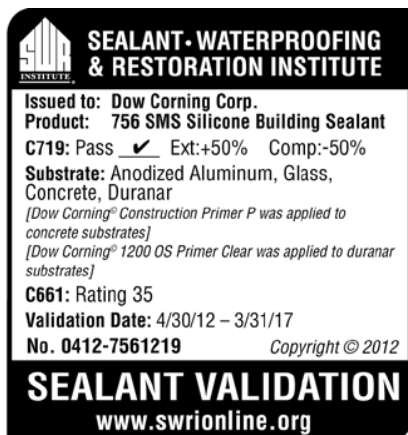 SWR
INSTITUTE®
SEALANT • WATERPROOFING
& RESTORATION INSTITUTE
Issued to: Dow Corning Corp.
Product: 756 SMS Silicone Building Sealant
C719: Pass ✔ Ext:+50% Comp:-50%
Substrate: Anodized Aluminum, Glass,
Concrete, Duranar
[Dow Corning© Construction Primer P was applied to
concrete substrates]
[Dow Corning© 1200 OS Primer Clear was applied to duranar
substrates]
C661: Rating 35
Validation Date: 4/30/12 – 3/31/17
No. 0412-7561219 Copyright © 2012
SEALANT VALIDATION
www.swrionline.org